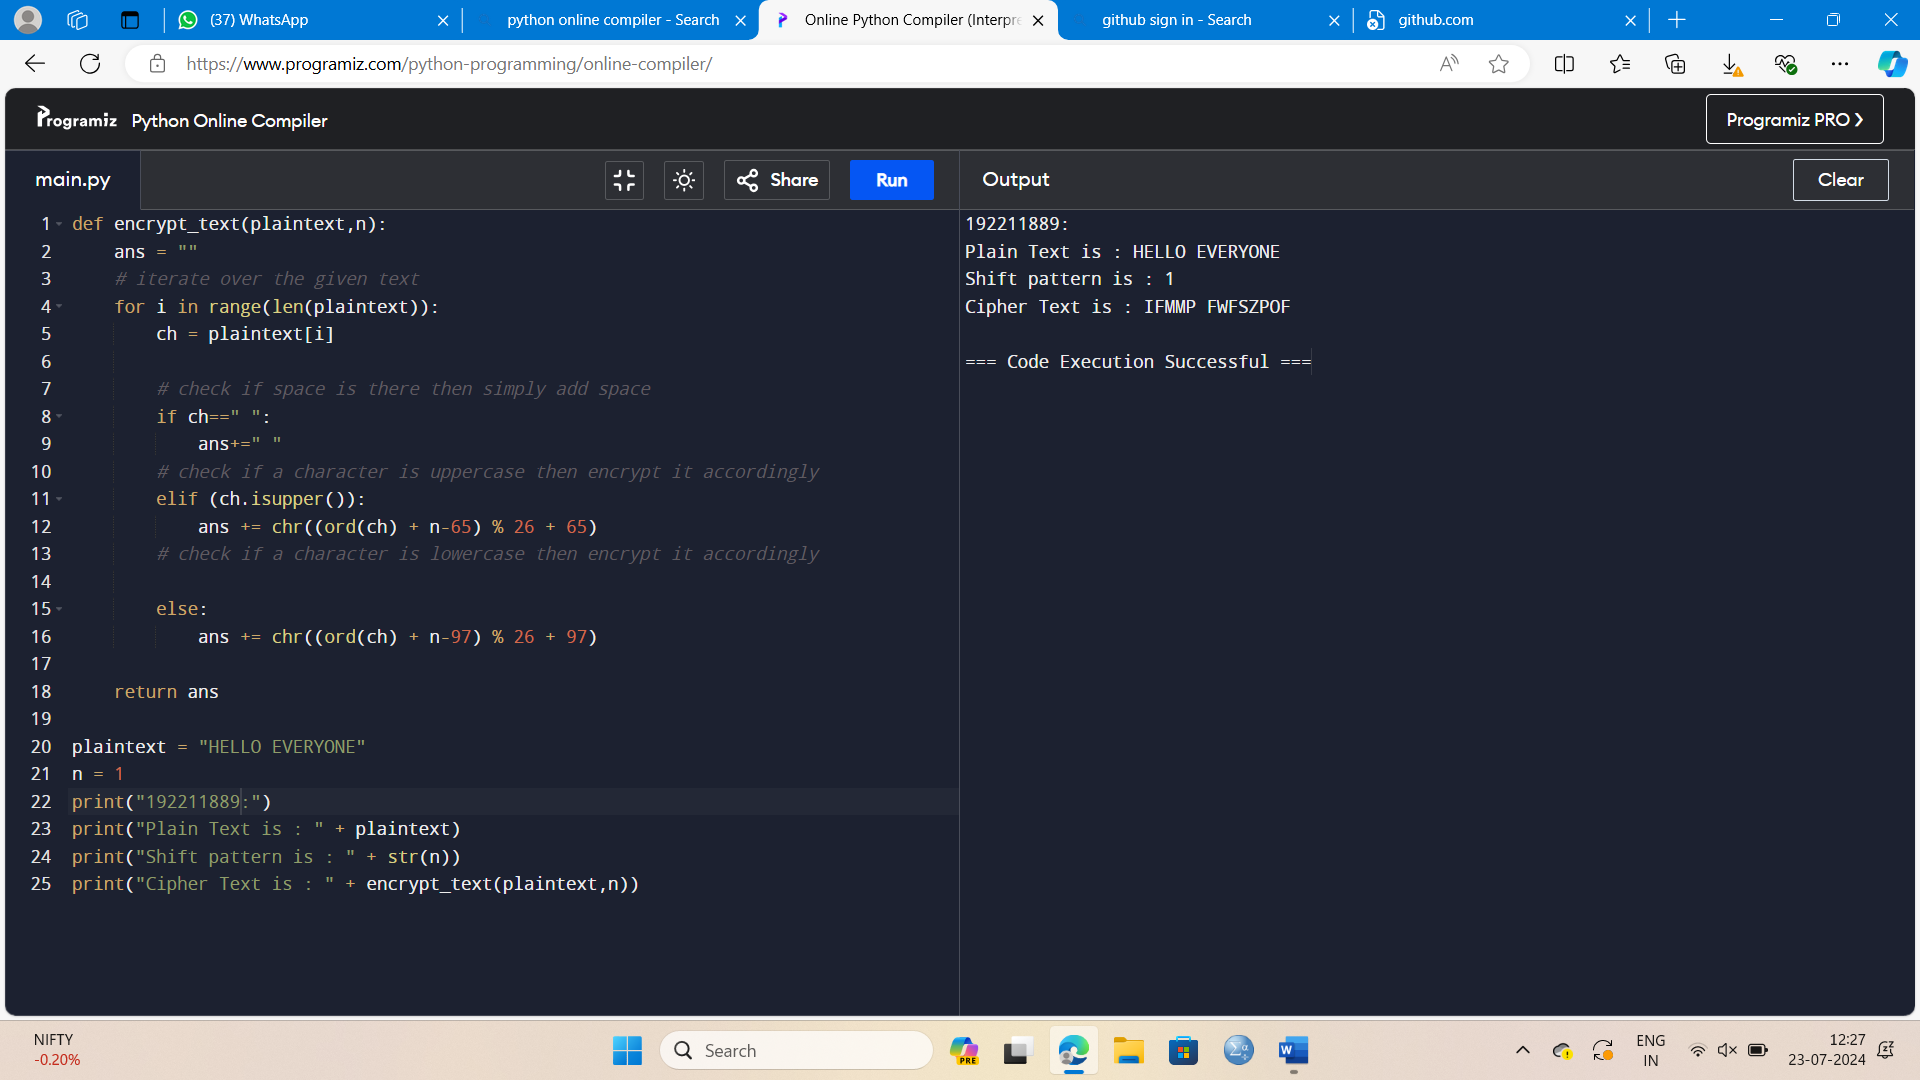 (37) WhatsApp
python online compiler - Search
Online Python Compiler (Interpre
github sign in - Search
github.com
https://www.programiz.com/python-programming/online-compiler/
Programiz Python Online Compiler
Programiz PRO
main.py
Share
Run
Output
Clear
1 def encrypt_text(plaintext,n):
2 ans = ""
3 # iterate over the given text
4 for i in range(len(plaintext)):
5 ch = plaintext[i]
6
7 # check if space is there then simply add space
8 if ch==" ":
9 ans+=" "
10 # check if a character is uppercase then encrypt it accordingly
11 elif (ch.isupper()):
12 ans += chr((ord(ch) + n-65) % 26 + 65)
13 # check if a character is lowercase then encrypt it accordingly
14
15 else:
16 ans += chr((ord(ch) + n-97) % 26 + 97)
17
18 return ans
19
20 plaintext = "HELLO EVERYONE"
21 n = 1
22 print("192211889:")
23 print("Plain Text is : " + plaintext)
24 print("Shift pattern is : " + str(n))
25 print("Cipher Text is : " + encrypt_text(plaintext,n))
192211889:
Plain Text is : HELLO EVERYONE
Shift pattern is : 1
Cipher Text is : IFMMP FWFSZPOF
=== Code Execution Successful ===
NIFTY
-0.20%
Search
PRE
ENG
IN
12:27
23-07-2024